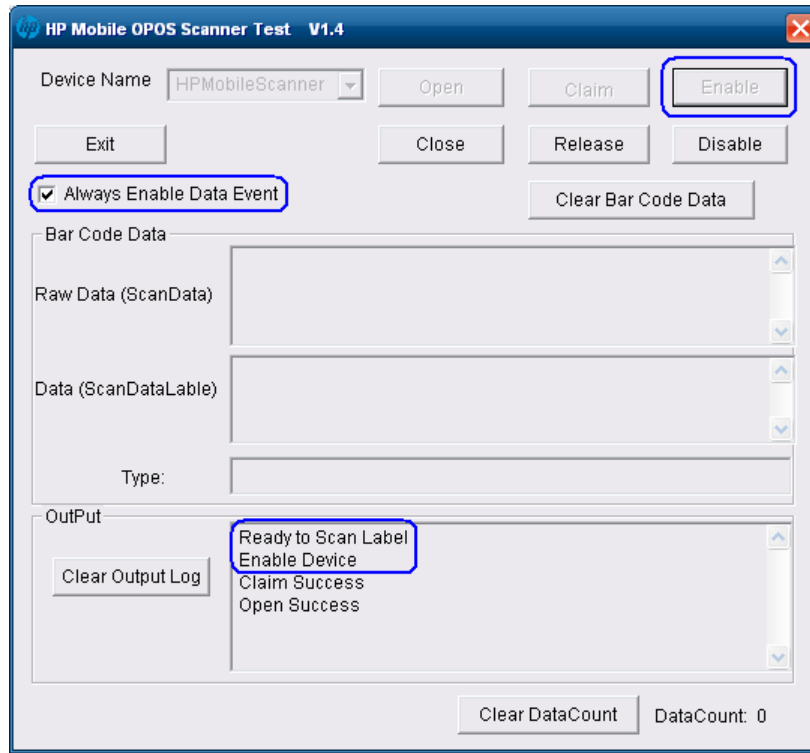 hp HP Mobile OPOS Scanner Test V1.4
Device Name HPMobileScanner Open Claim Enable
Exit Close Release Disable
Always Enable Data Event
Clear Bar Code Data
Bar Code Data
Raw Data (ScanData)
Data (ScanDataLable)
Type:
OutPut
Ready to Scan Label
Enable Device
Clear Output Log
Claim Success
Open Success
Clear DataCount DataCount: 0